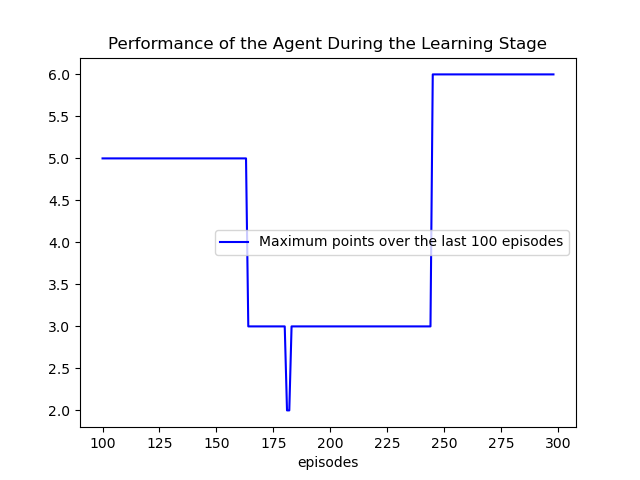 Performance of the Agent During the Learning Stage
6.0
5.5
5.0
4.5
4.0
3.5
3.0
2.5
2.0
Maximum points over the last 100 episodes
100 125 150 175 200 225 250 275 300
episodes